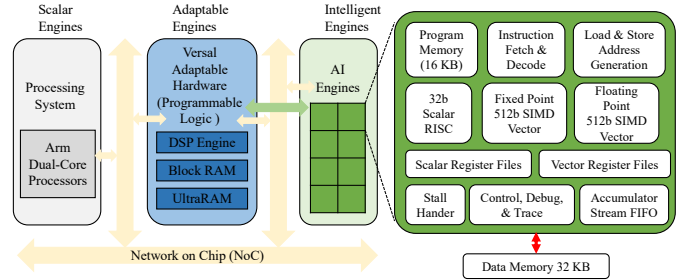 Scalar
Engines
Adaptable
Engines
Intelligent
Engines
Processing
System
Arm
Dual-Core
Processors
Versal
Adaptable
Hardware
(Programmable
Logic )
DSP Engine
Block RAM
UltraRAM
AI
Engines
Network on Chip (NoC)
Program
Memory
(16 KB)
Instruction
Fetch &
Decode
Load & Store
Address
Generation
32b
Scalar
RISC
Fixed Point
512b SIMD
Vector
Floating
Point
512b SIMD
Vector
Scalar Register Files
Vector Register Files
Stall
Hander
Control, Debug,
& Trace
Accumulator
Stream FIFO
Data Memory 32 KB